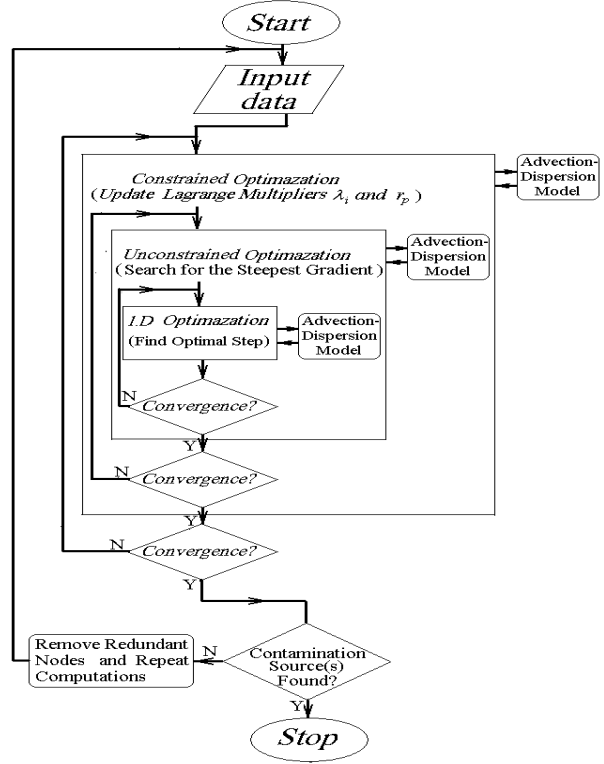 Start
Input
data
Constrained Optimazation
(Update Lagrange Multipliers λi and rp)
Advection-
Dispersion
Model
Unconstrained Optimazation
(Search for the Steepest Gradient)
Advection-
Dispersion
Model
1.D Optimazation
(Find Optimal Step)
Advection-
Dispersion
Model
N
Convergence?
Y
N
Convergence?
Y
N
Convergence?
Y
Remove Redundant
Nodes and Repeat
Computations
N
Contamination
Source(s)
Found?
Y
Stop